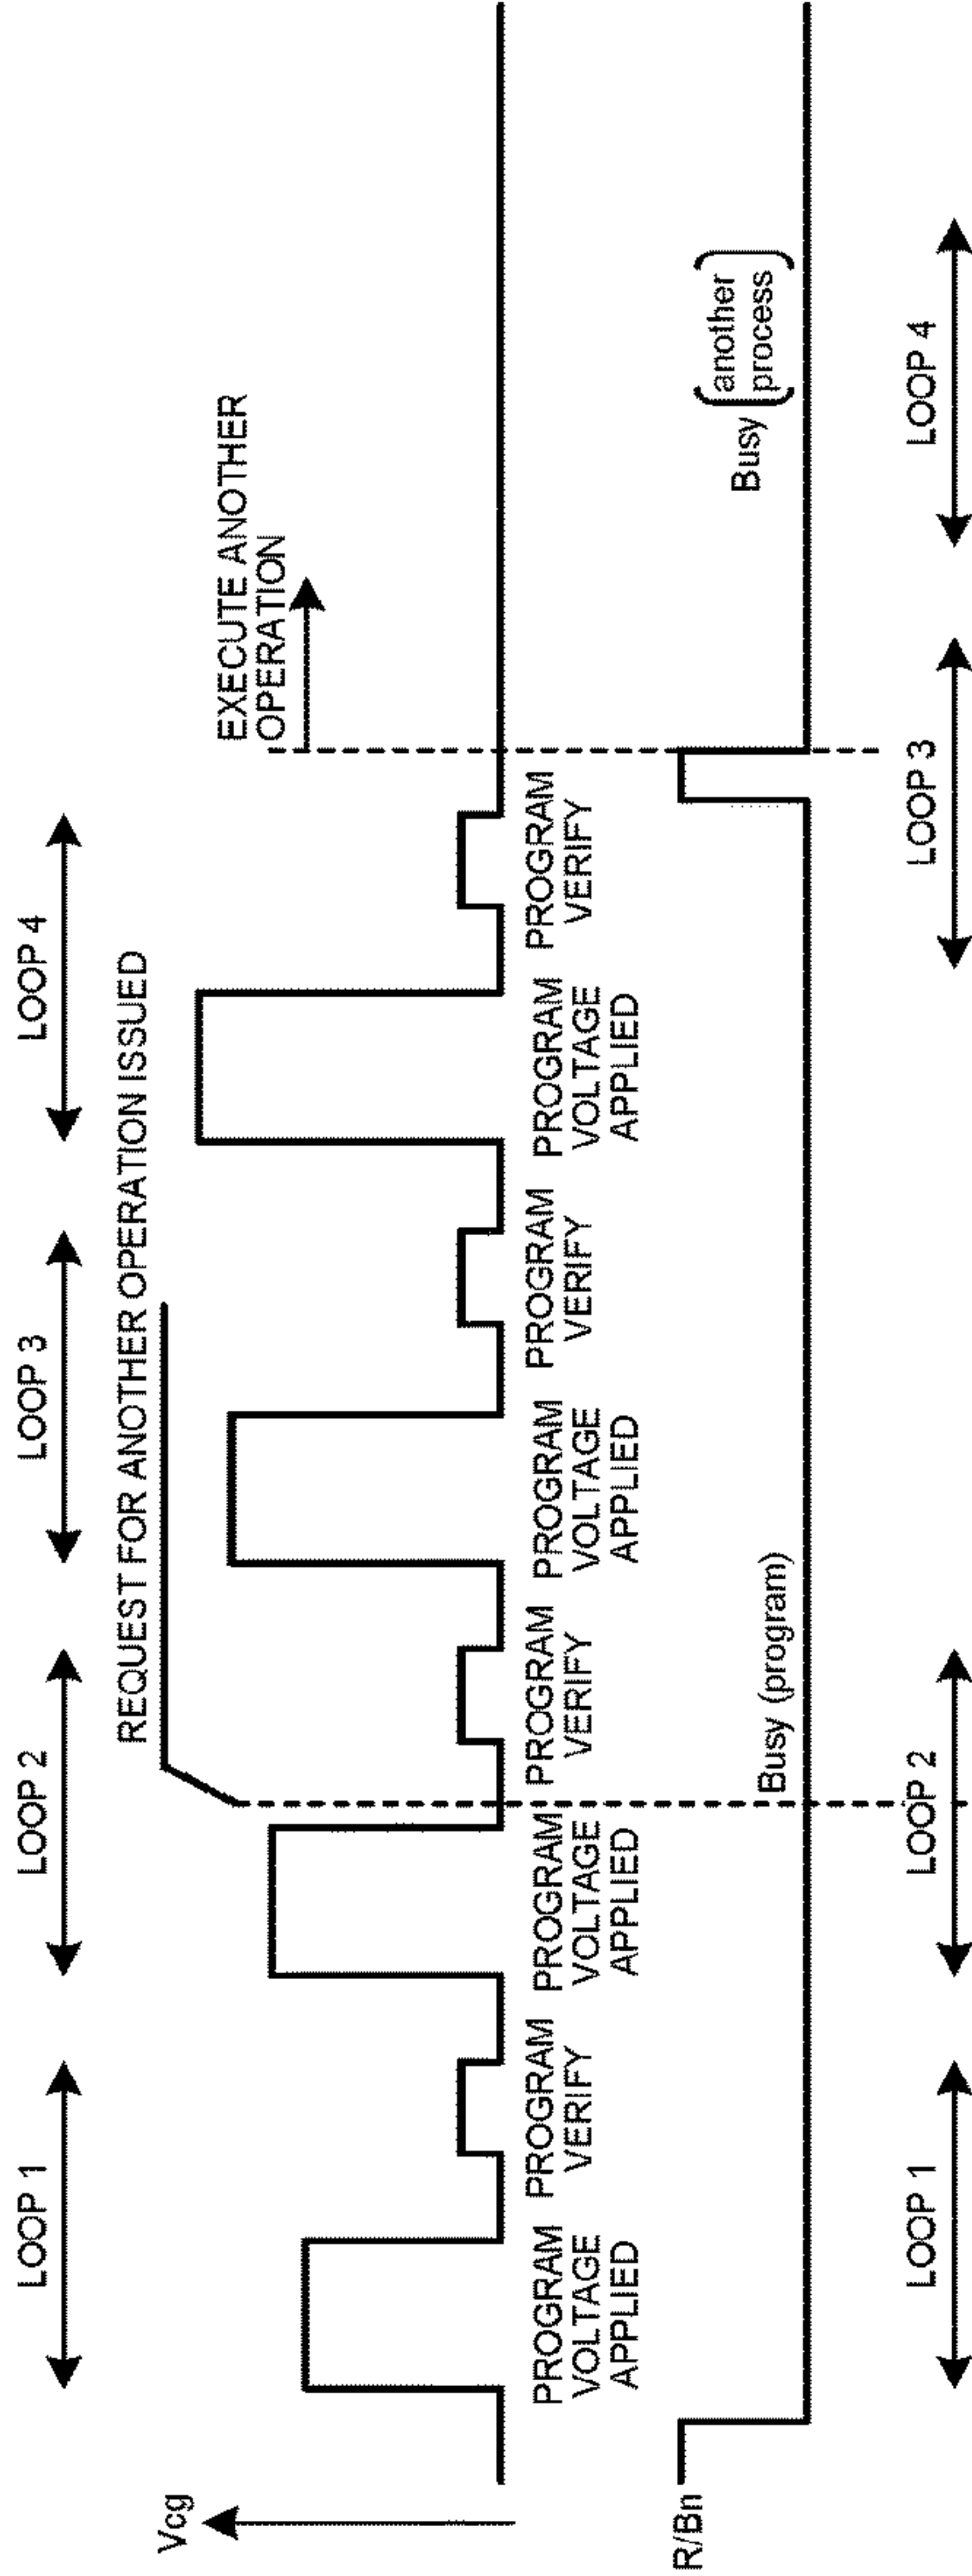 LOOP 1
LOOP 2
LOOP 3
LOOP 4
REQUEST FOR ANOTHER OPERATION ISSUED
EXECUTE ANOTHER
OPERATION
Vcg
PROGRAM
VOLTAGE
APPLIED
PROGRAM
VERIFY
PROGRAM
VOLTAGE
APPLIED
PROGRAM
VERIFY
PROGRAM
VOLTAGE
APPLIED
PROGRAM
VERIFY
PROGRAM
VOLTAGE
APPLIED
PROGRAM
VERIFY
R/Bn
Busy (program)
Busy (another
process)
LOOP 1
LOOP 2
LOOP 3
LOOP 4